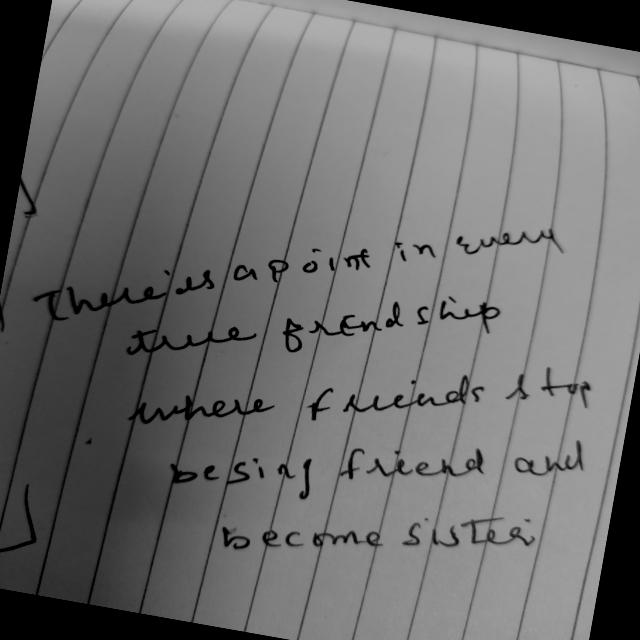 There is a point in every
true friendship
where friends stop
besing friend and
become sister